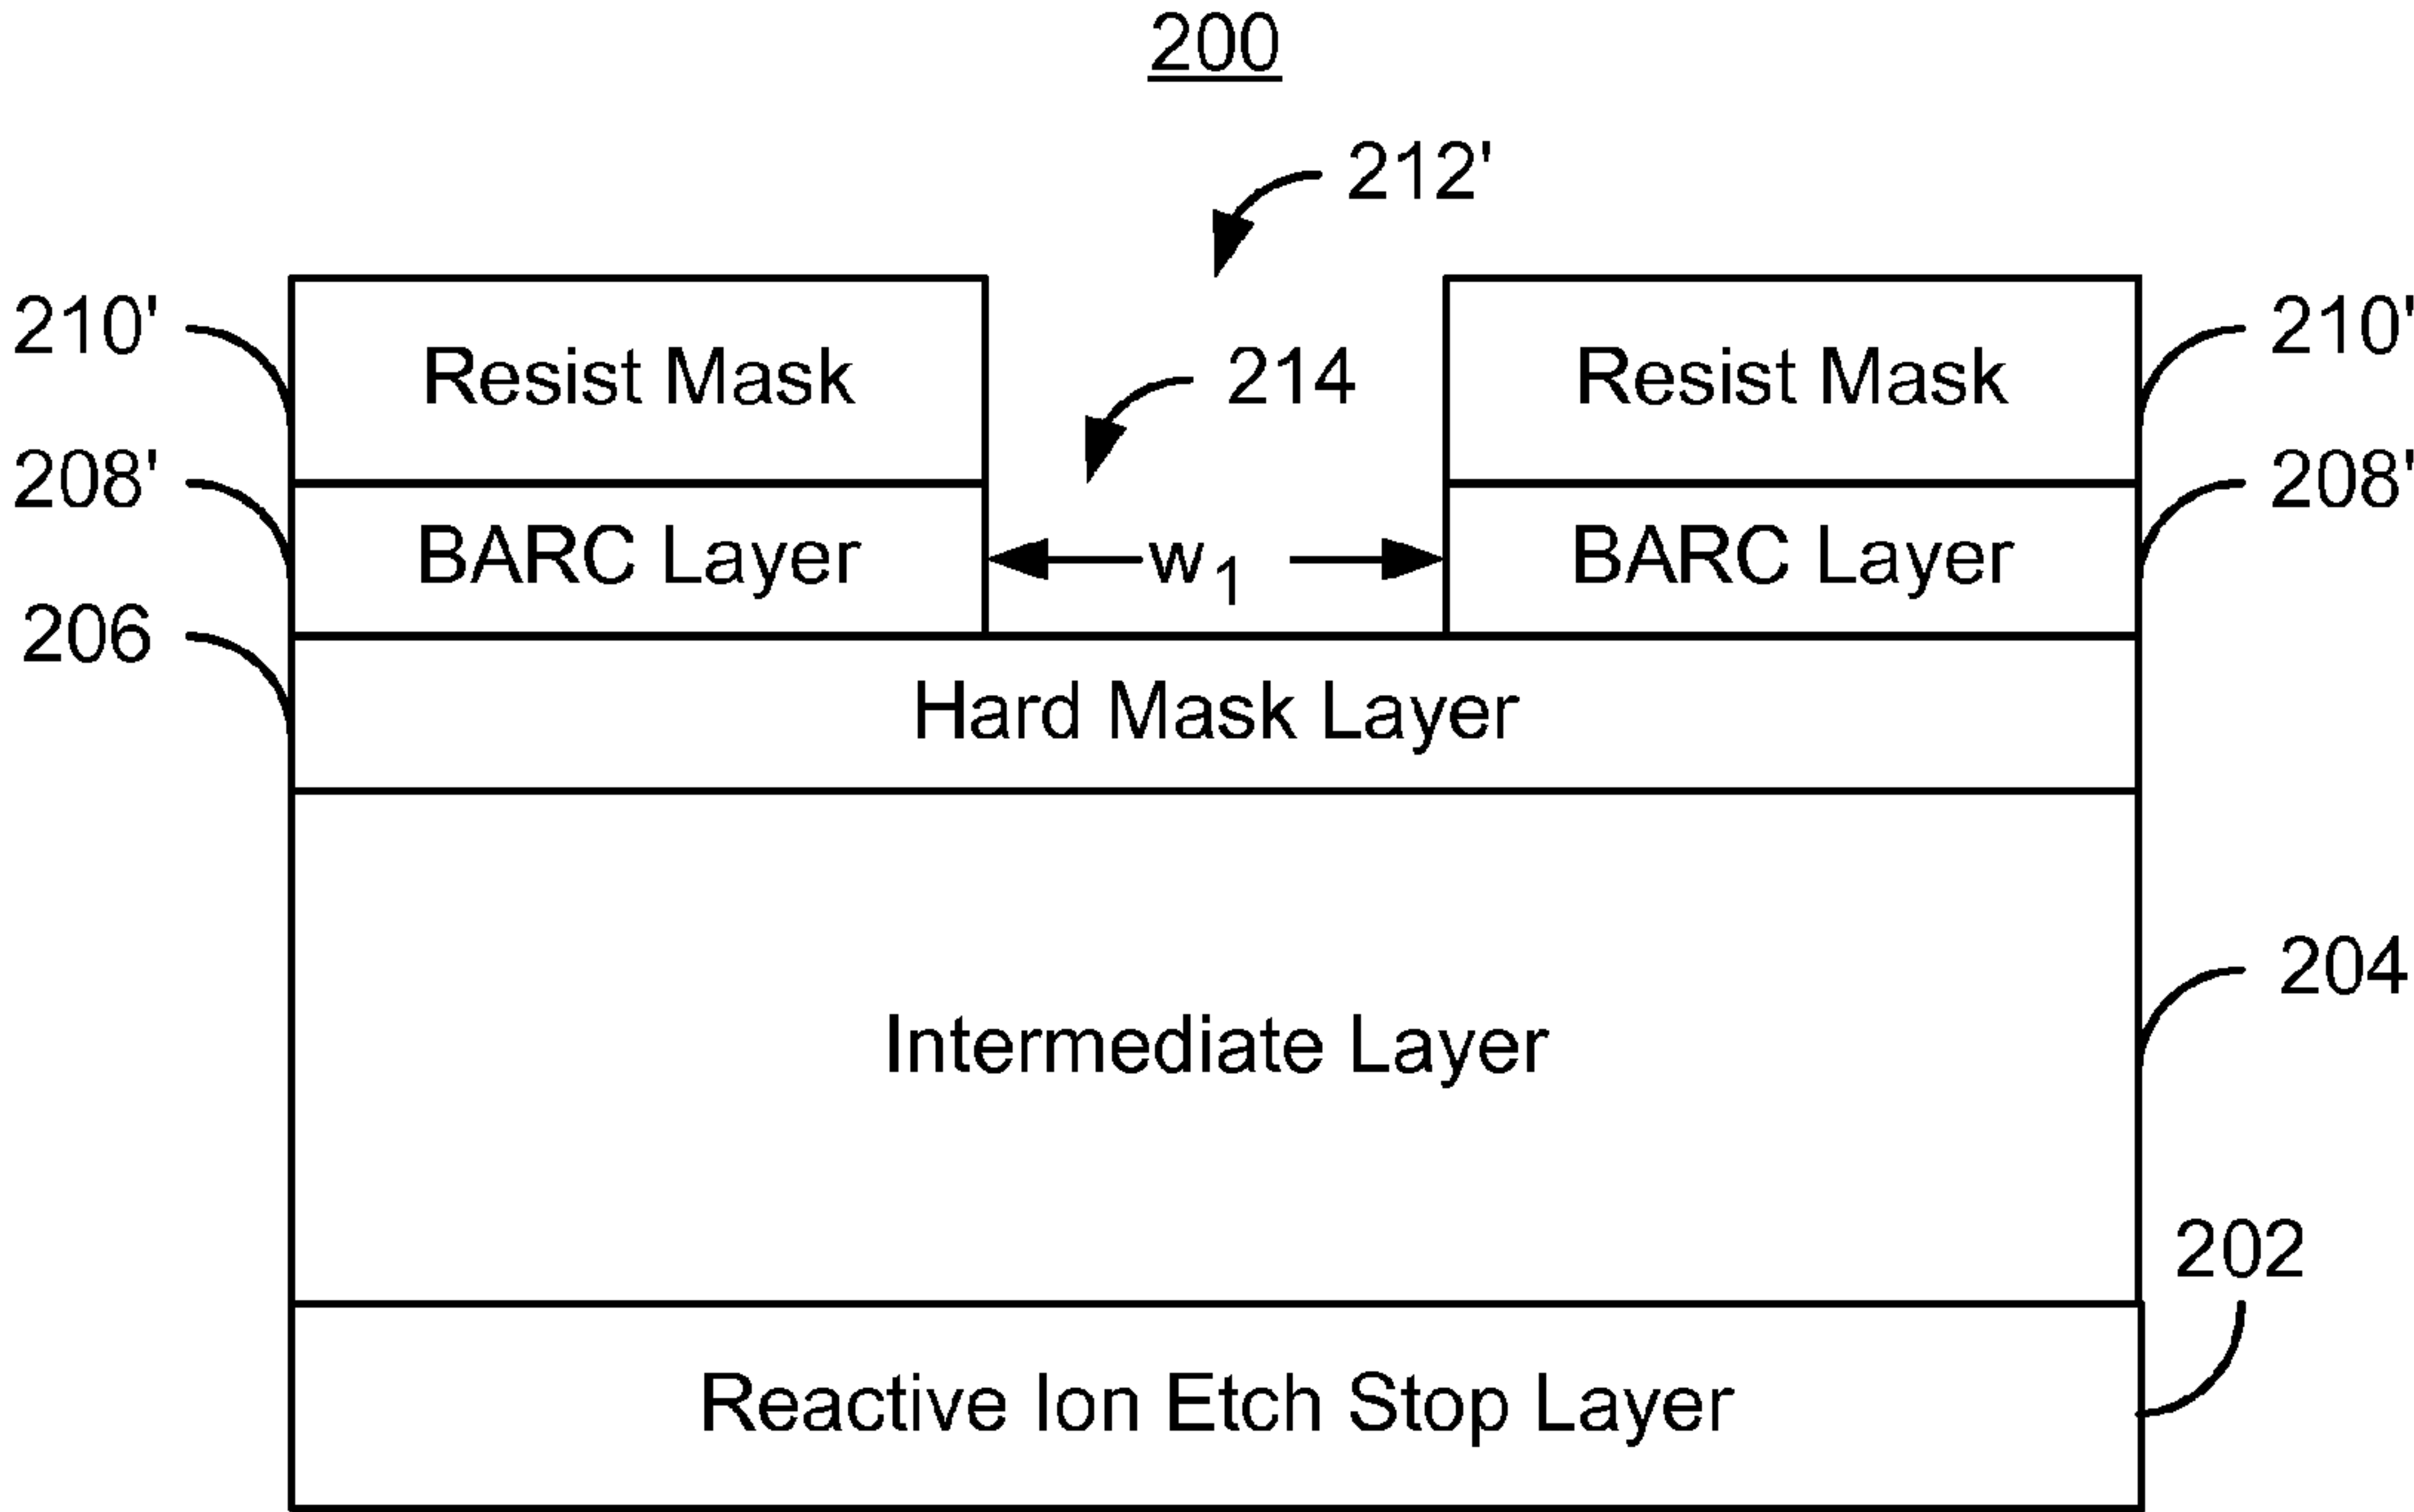 200
212'
210'
Resist Mask
214
Resist Mask
210'
208'
BARC Layer
w1
BARC Layer
208'
206
Hard Mask Layer
204
Intermediate Layer
202
Reactive Ion Etch Stop Layer